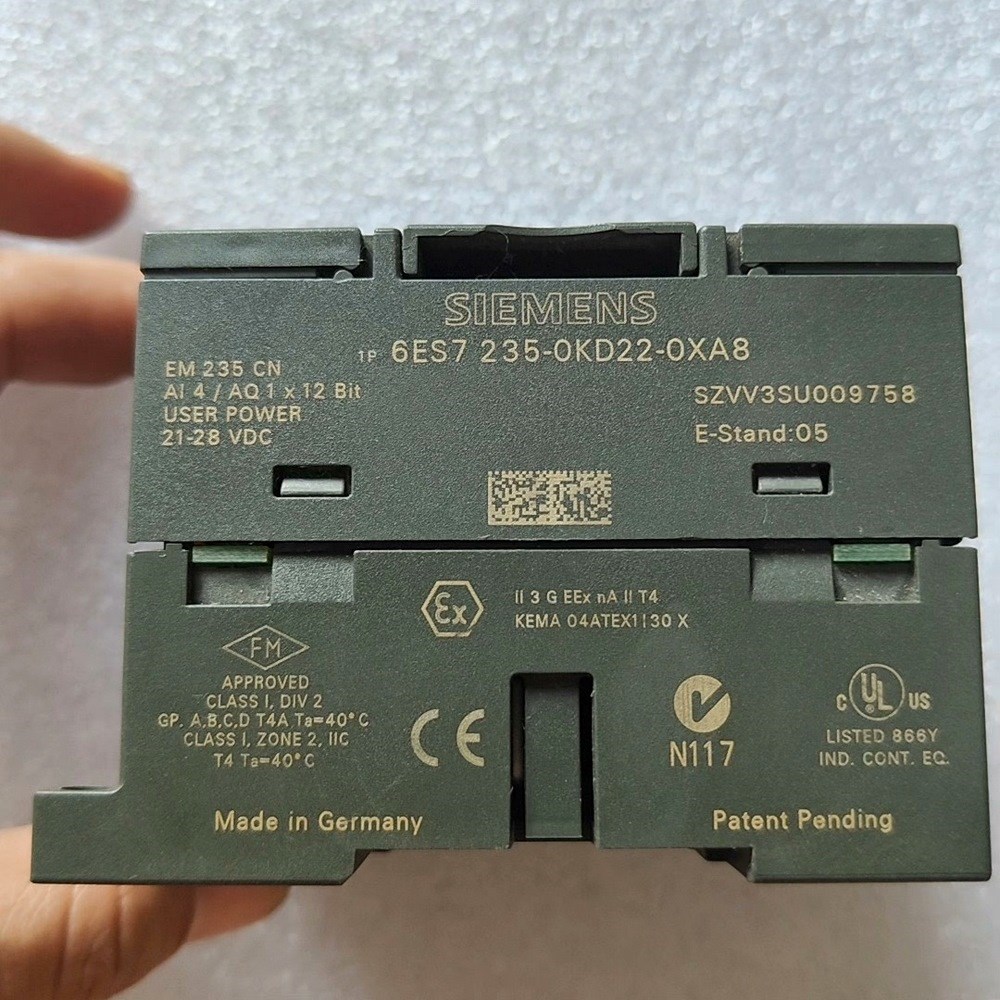 SIEMENS
1P 6ES7 235-0KD22-0XA8
EM 235 CN
AI 4 / AQ 1 x 12 Bit
USER POWER
21-28 VDC
SZVV3SU009758
E-Stand:05
Ex
II 3 G EEx nA II T4
KEMA 04ATEX1130 X
FM
APPROVED
CLASS I, DIV 2
GP. A,B,C,D T4A Ta=40°C
CLASS I, ZONE 2, IIC
T4 Ta=40°C
CE
N117
C UL US
LISTED 866Y
IND. CONT. EQ.
Made in Germany
Patent Pending